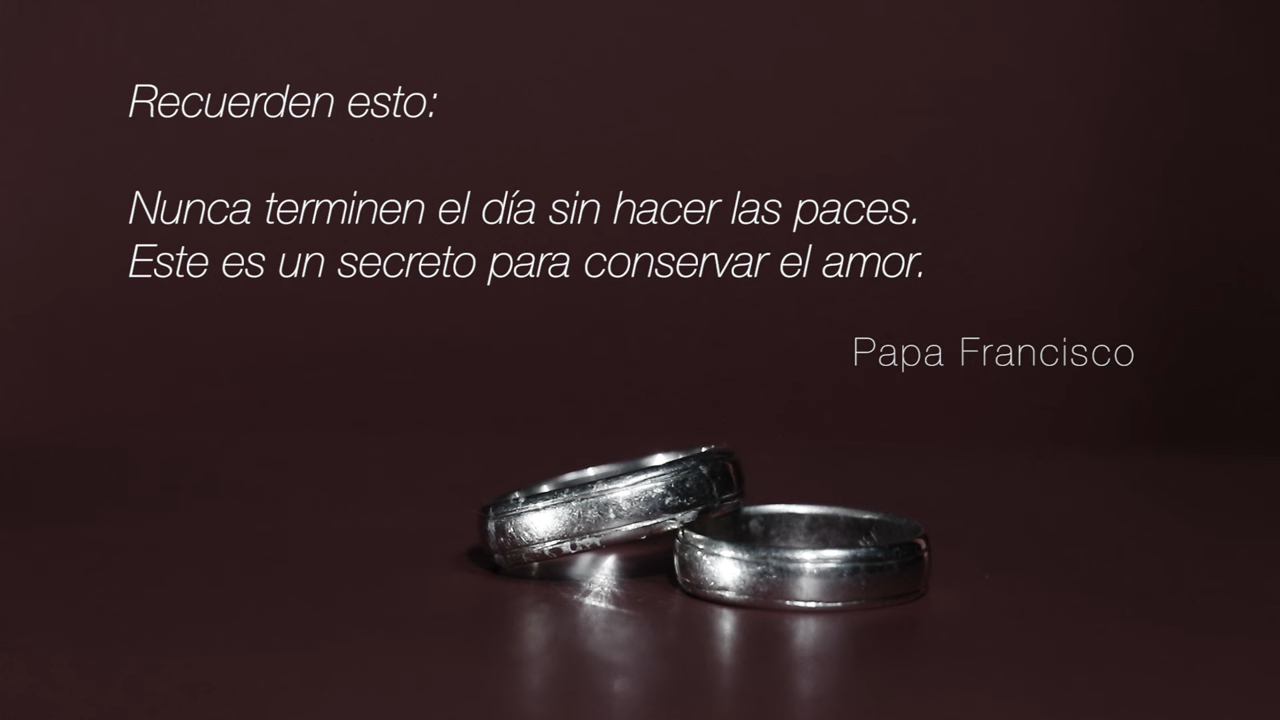 Recuerden esto:
Nunca terminen el día sin hacer las paces.
Este es un secreto para conservar el amor.
Papa Francisco